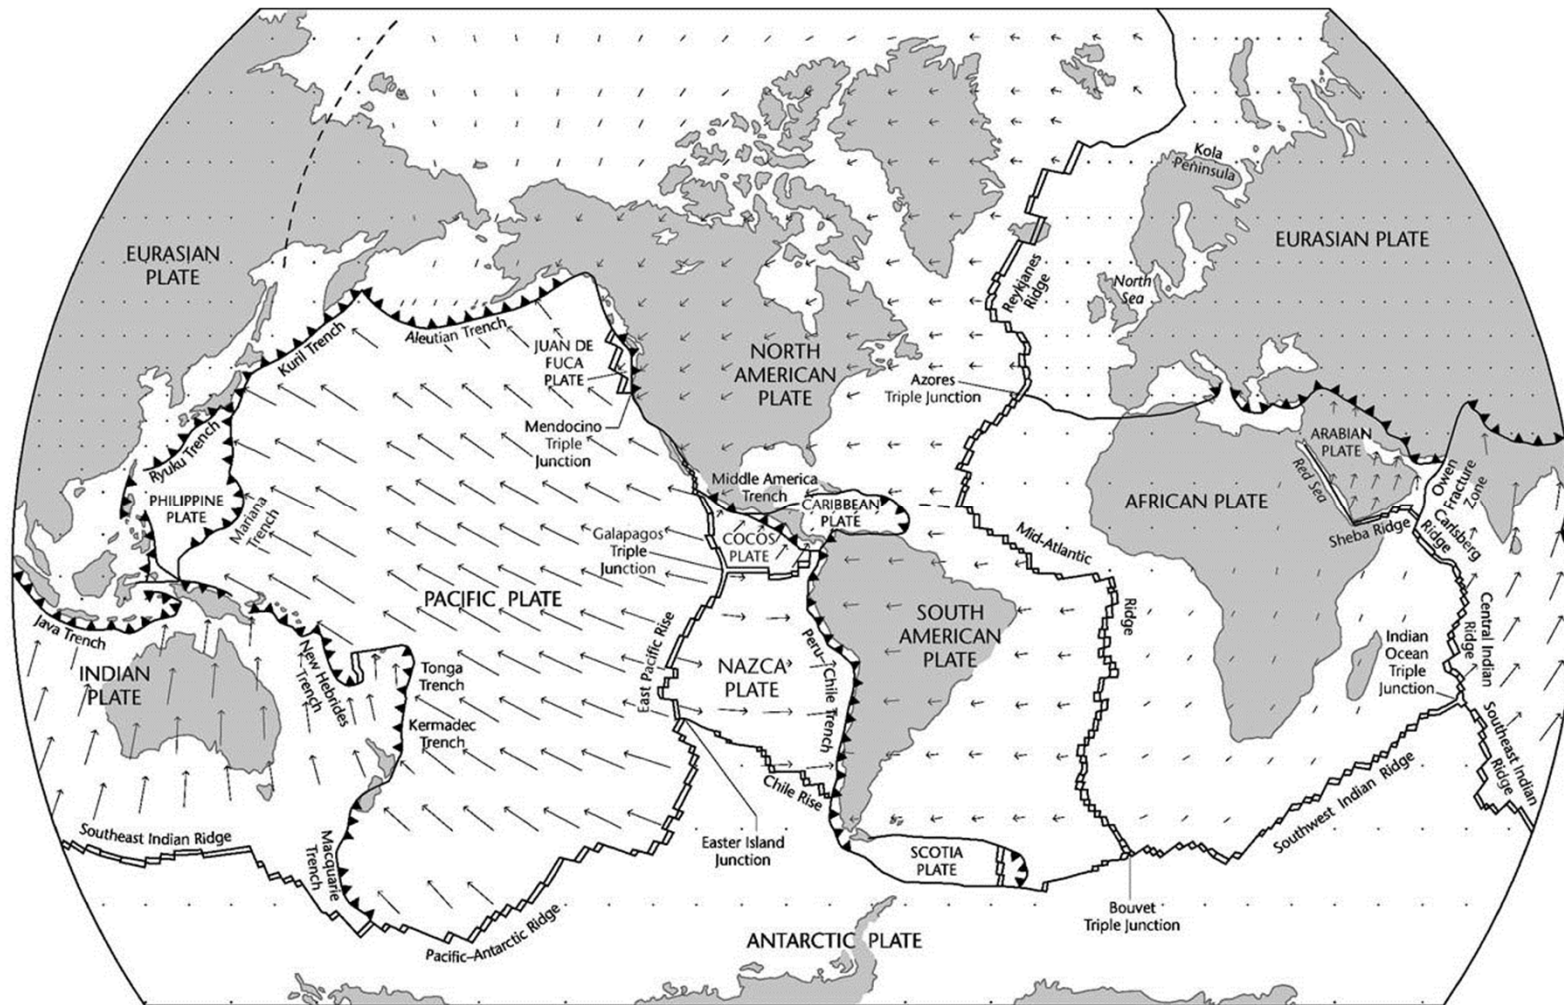 Kola
Peninsula
EURASIAN
PLATE
EURASIAN PLATE
North
Sea
Reykjanes
Ridge
Kuril Trench
Aleutian Trench
JUAN DE
FUCA
PLATE
NORTH
AMERICAN
PLATE
Azores
Triple Junction
Mendocino
Triple
Junction
Ryuku Trench
ARABIAN
PLATE
Red Sea
Owen
Fracture
Zone
Middle America
Trench
PHILIPPINE
PLATE
Mariana
Trench
CARIBBEAN
PLATE
AFRICAN PLATE
Galapagos
Triple
Junction
COCOS
PLATE
Mid-Atlantic
Ridge
Sheba Ridge
Carlsberg
Ridge
PACIFIC PLATE
SOUTH
AMERICAN
PLATE
Java Trench
INDIAN
PLATE
New Hebrides
Trench
Tonga
Trench
Kermadec
Trench
East Pacific Rise
NAZCA
PLATE
Peru–Chile Trench
Indian
Ocean
Triple
Junction
Central Indian
Ridge
Southeast Indian
Ridge
Chile Rise
Southeast Indian Ridge
Macquarie
Trench
Easter Island
Junction
SCOTIA
PLATE
Southwest Indian Ridge
Bouvet
Triple Junction
Pacific–Antarctic Ridge
ANTARCTIC PLATE